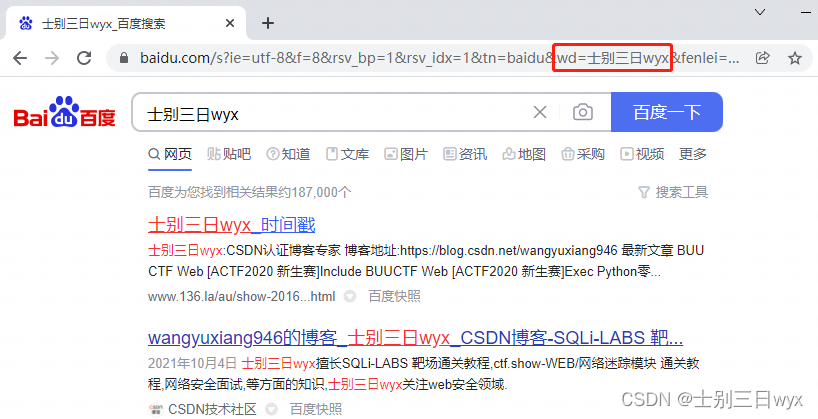 士别三日wyx_百度搜索
baidu.com/s?ie=utf-8&f=8&rsv_bp=1&rsv_idx=1&tn=baidu&wd=士别三日wyx&fenlei=...
Bai du 百度
士别三日wyx
百度一下
网页 贴吧 知道 文库 图片 资讯 地图 采购 视频 更多
百度为您找到相关结果约187,000个 搜索工具
士别三日wyx_时间戳
士别三日wyx:CSDN认证博客专家 博客地址:https://blog.csdn.net/wangyuxiang946 最新文章 BUU
CTF Web [ACTF2020 新生赛]Include BUUCTF Web [ACTF2020 新生赛]Exec Python零...
www.136.la/au/show-2016...html 百度快照
wangyuxiang946的博客_士别三日wyx_CSDN博客-SQLi-LABS 靶...
2021年10月4日 士别三日wyx擅长SQLi-LABS 靶场通关教程,ctf.show-WEB/网络迷踪模块 通关教
程,网络安全面试,等方面的知识,士别三日wyx关注web安全领域.
CSDN技术社区 百度快照
CSDN @士别三日wyx